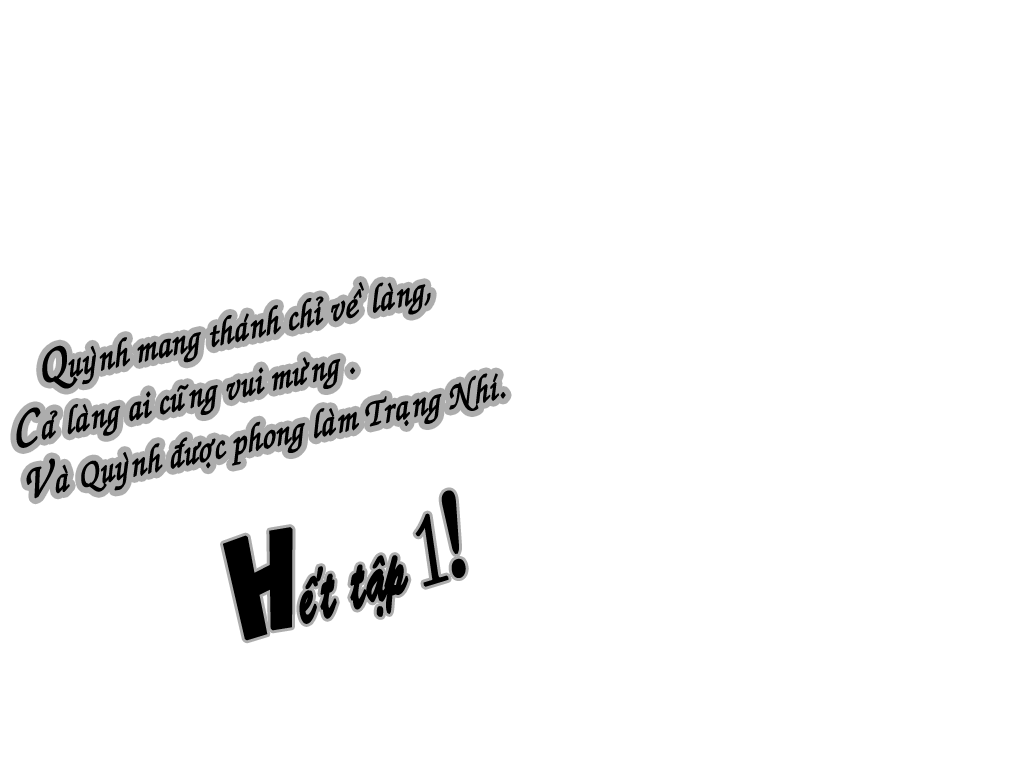 Quỳnh mang thánh chỉ về làng,
Cả làng ai cũng vui mừng .
Và Quỳnh được phong làm Trạng Nhí.
Hết tập 1!